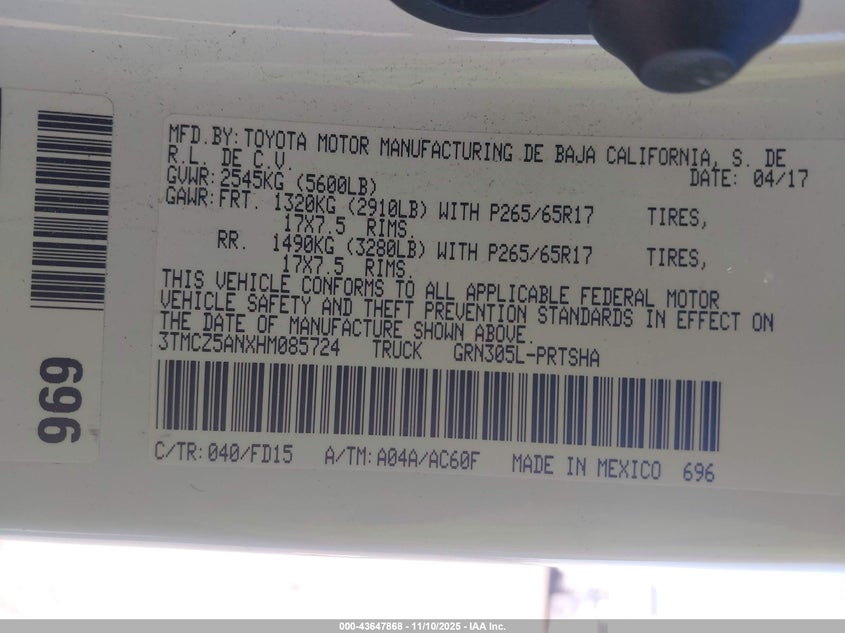 MFD.BY:TOYOTA MOTOR MANUFACTURING DE BAJA CALIFORNIA, S. DE
R.L. DE C.V. DATE: 04/17
GVWR:2545KG (5600LB)
GAWR:FRT. 1320KG (2910LB) WITH P265/65R17 TIRES,
17X7.5 RIMS.
RR. 1490KG (3280LB) WITH P265/65R17 TIRES,
17X7.5 RIMS.
THIS VEHICLE CONFORMS TO ALL APPLICABLE FEDERAL MOTOR
VEHICLE SAFETY AND THEFT PREVENTION STANDARDS IN EFFECT ON
THE DATE OF MANUFACTURE SHOWN ABOVE.
3TMCZ5ANXHM085724 TRUCK GRN305L-PRTSHA
C/TR:040/FD15 A/TM:A04A/AC60F MADE IN MEXICO 696
696
000-43647868 - 11/10/2025 - IAA Inc.